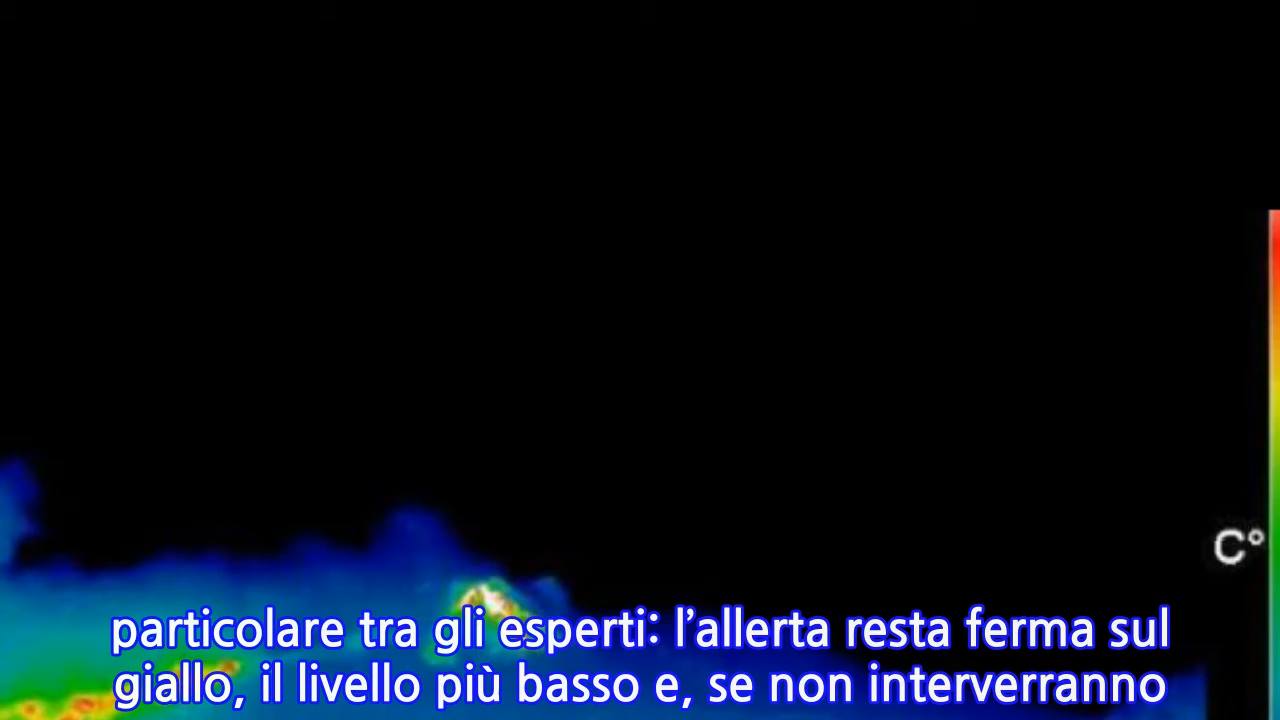 C°
particolare tra gli esperti: l’allerta resta ferma sul
giallo, il livello più basso e, se non interverranno